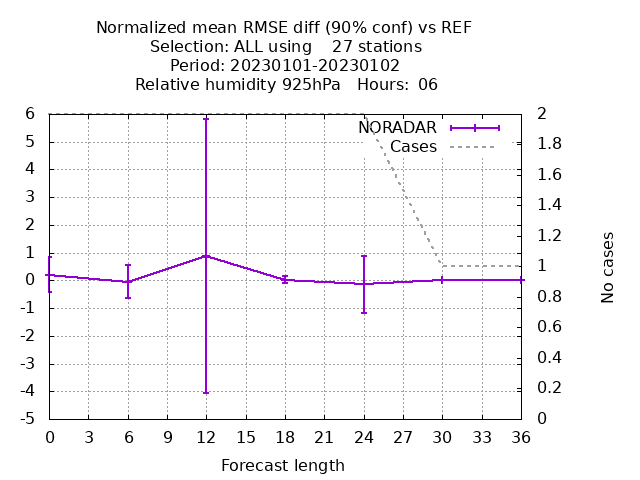 Normalized mean RMSE diff (90% conf) vs REF
Selection: ALL using    27 stations
Period: 20230101-20230102
Relative humidity 925hPa   Hours:  06
NORADAR
Cases
6
5
4
3
2
1
0
-1
-2
-3
-4
-5
2
1.8
1.6
1.4
1.2
1
0.8
0.6
0.4
0.2
0
No cases
0 3 6 9 12 15 18 21 24 27 30 33 36
Forecast length